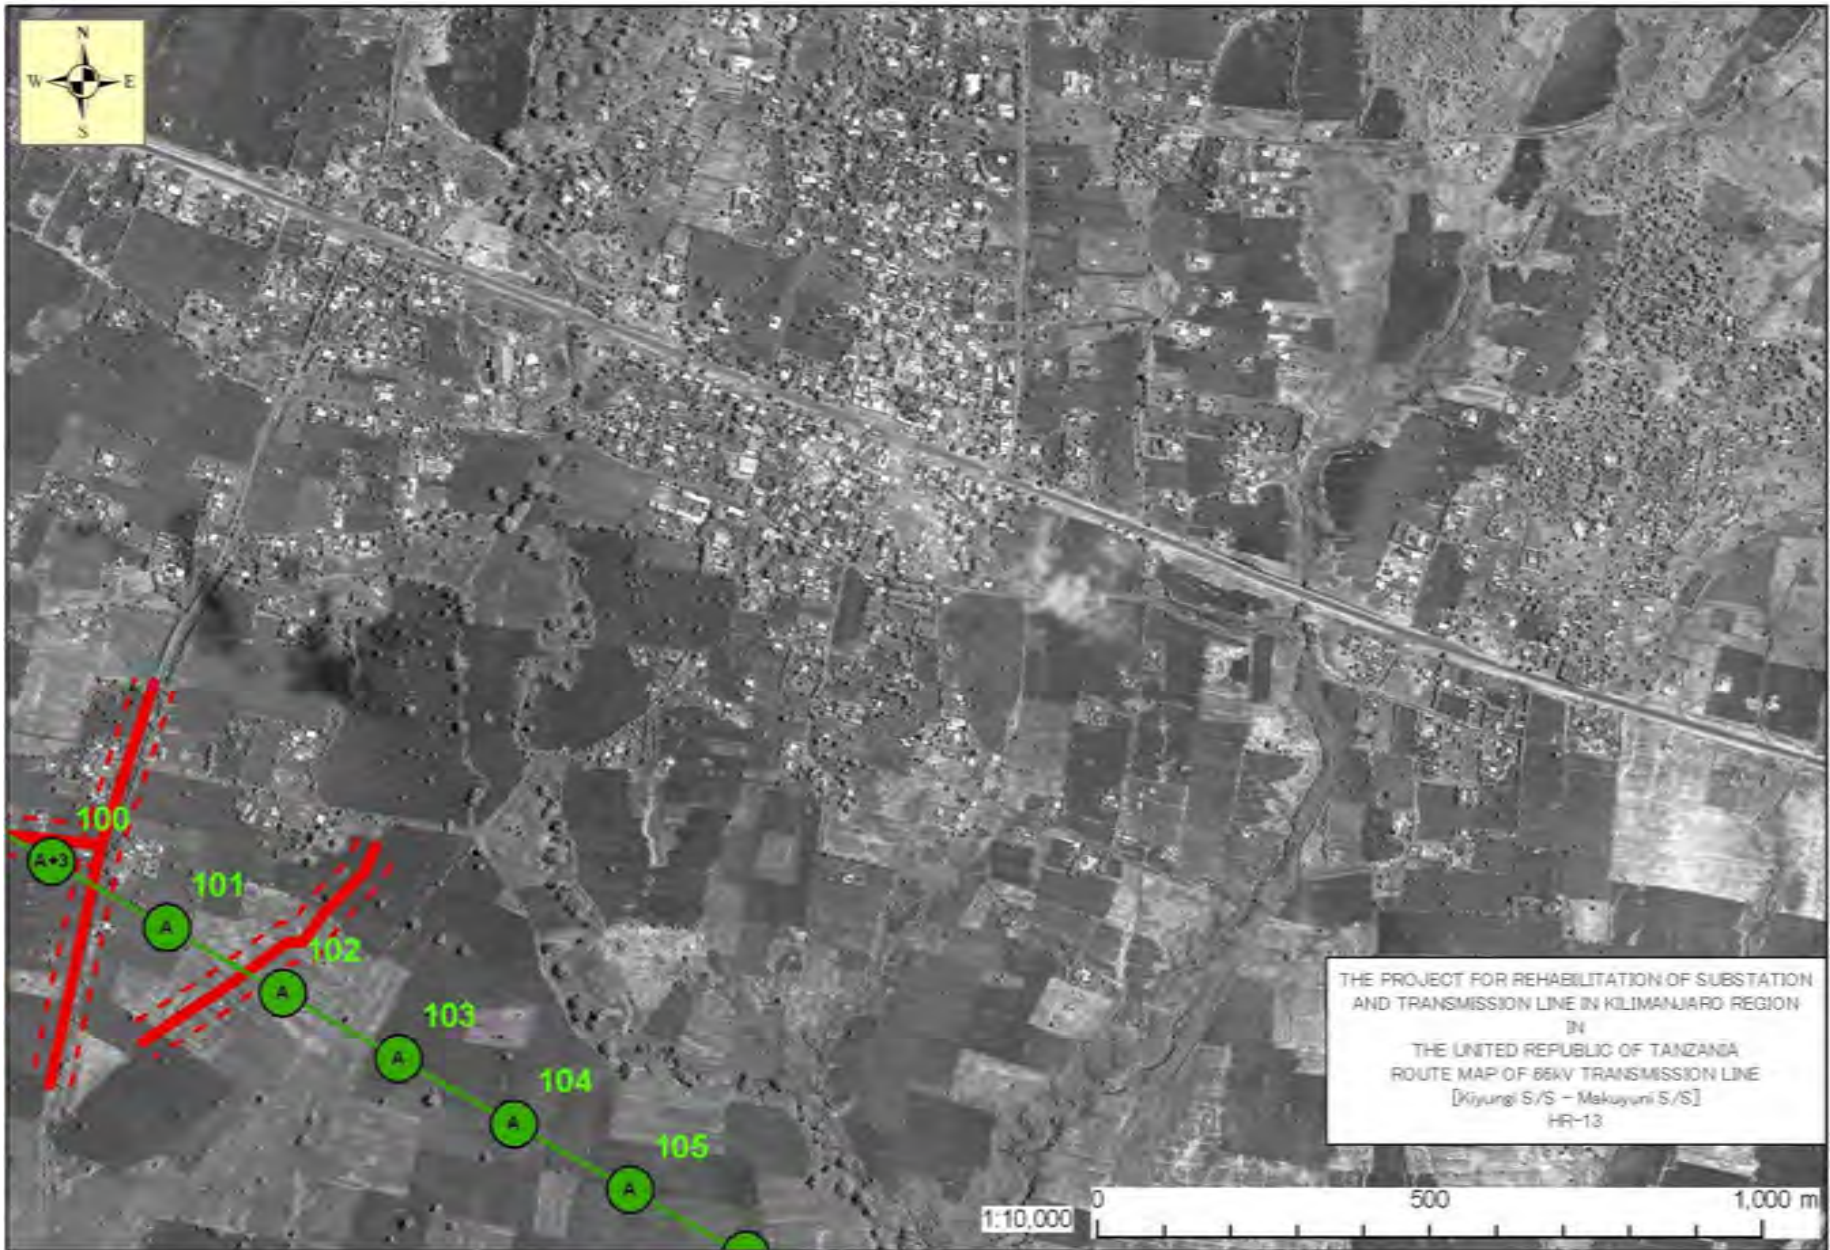 N
W E
S
100
A+3
101
A
102
A
103
A
104
A
105
A
THE PROJECT FOR REHABILITATION OF SUBSTATION
AND TRANSMISSION LINE IN KILIMANJARO REGION
IN
THE UNITED REPUBLIC OF TANZANIA
ROUTE MAP OF 66kV TRANSMISSION LINE
[Kiyungi S/S - Makuyuni S/S]
HR-13
1:10,000
0 500 1,000 m